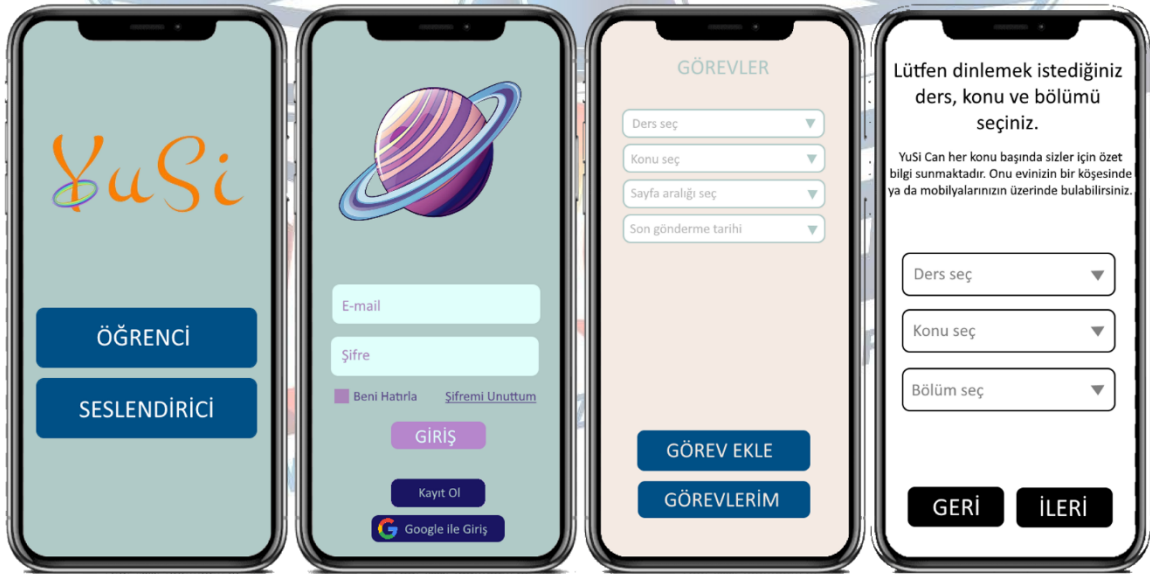 YuSi
ÖĞRENCİ
SESLENDİRİCİ
E-mail
Şifre
Beni Hatırla
Şifremi Unuttum
GİRİŞ
Kayıt Ol
Google ile Giriş
GÖREVLER
Ders seç
Konu seç
Sayfa aralığı seç
Son gönderme tarihi
GÖREV EKLE
GÖREVLERİM
Lütfen dinlemek istediğiniz
ders, konu ve bölümü
seçiniz.
YuSi Can her konu başında sizler için özet
bilgi sunmaktadır. Onu evinizin bir köşesinde
ya da mobilyalarınızın üzerinde bulabilirsiniz.
Ders seç
Konu seç
Bölüm seç
GERİ
İLERİ